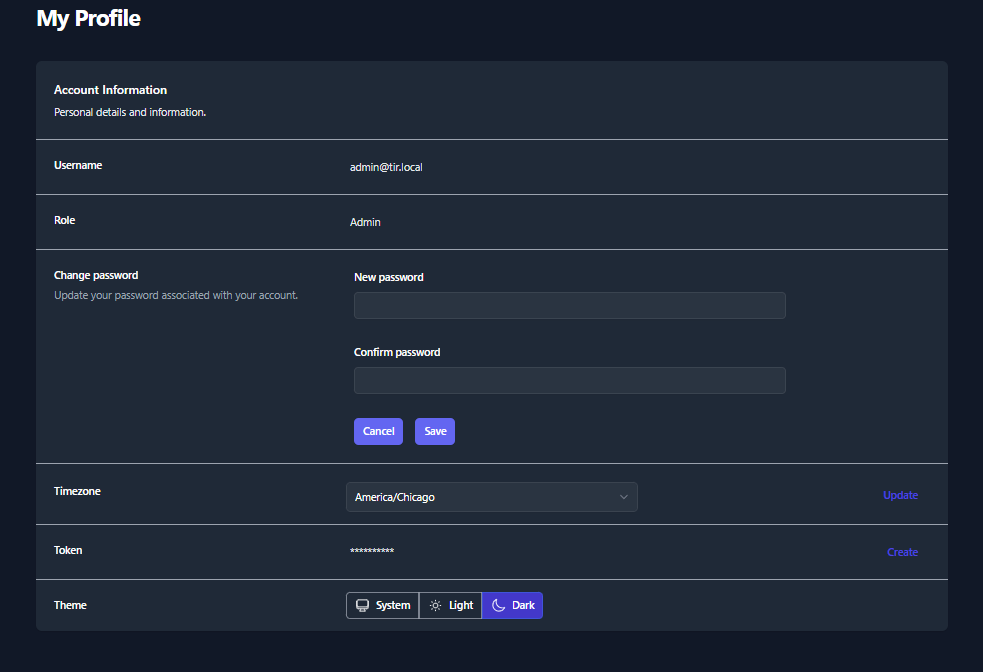 My Profile
Account Information
Personal details and information.
Username
admin@tir.local
Role
Admin
Change password
Update your password associated with your account.
New password
Confirm password
Cancel
Save
Timezone
America/Chicago
Update
Token
**********
Create
Theme
System
Light
Dark